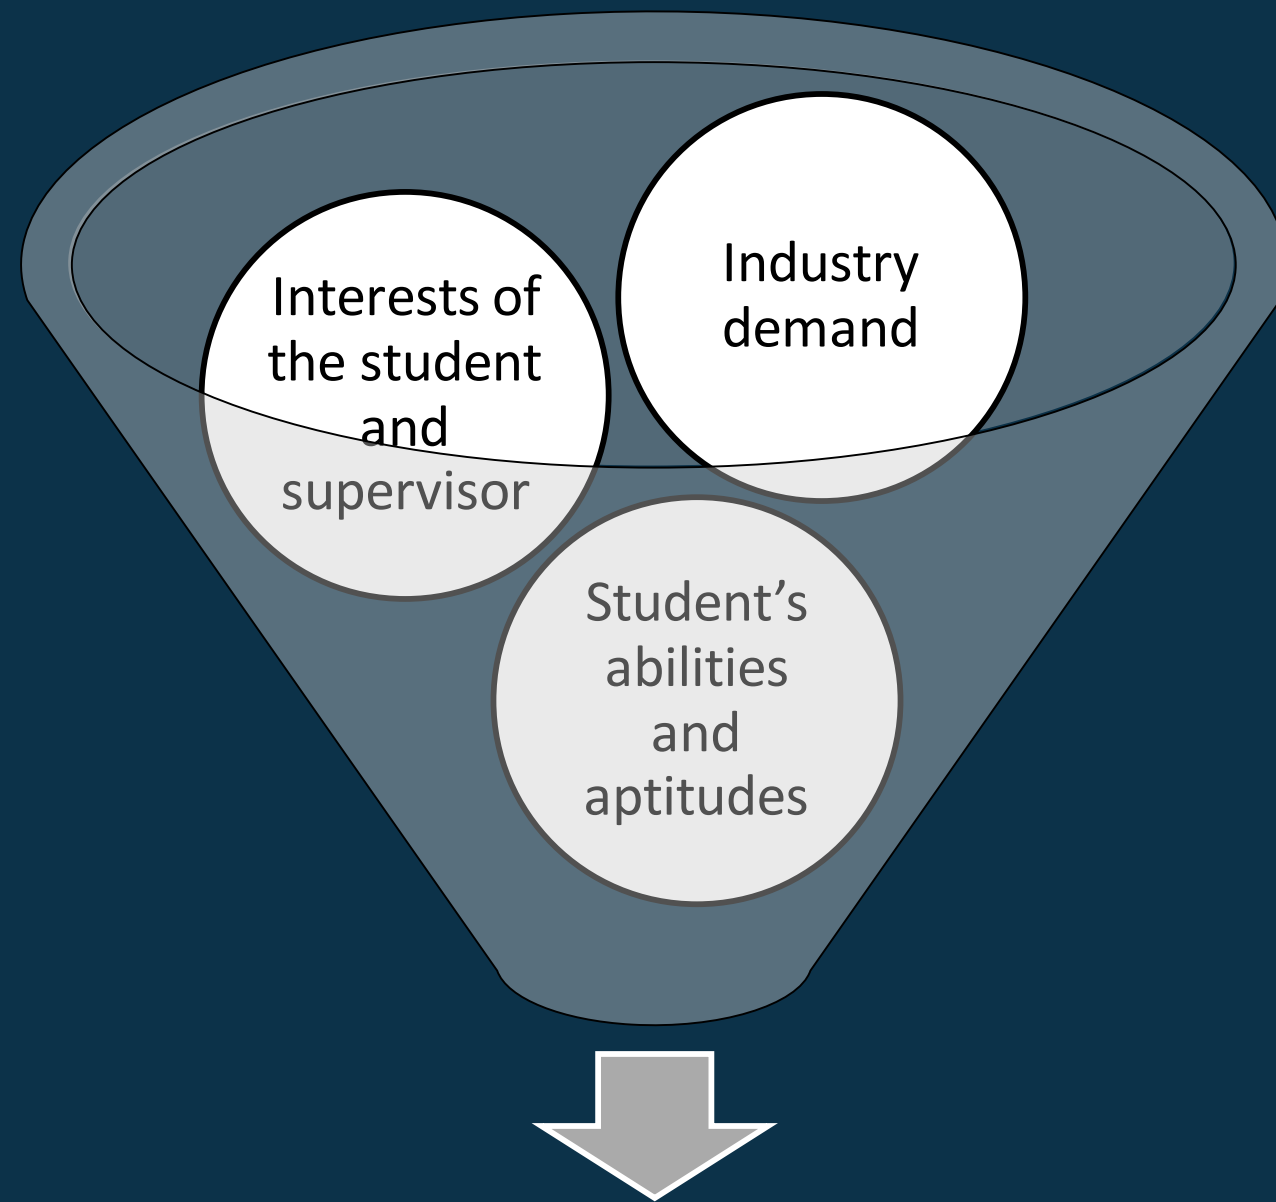 Interests of
the student
and
supervisor
Industry
demand
Student’s
abilities
and
aptitudes